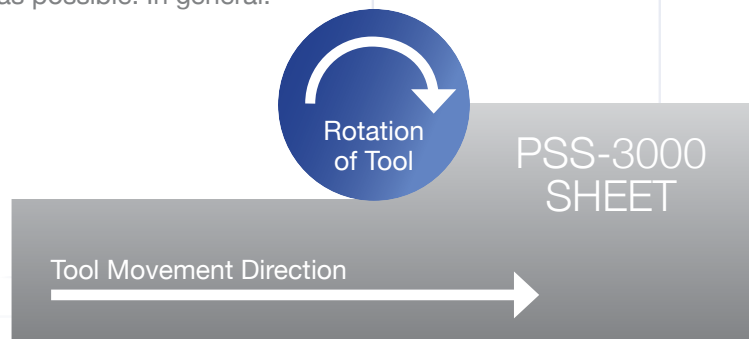 as possible. In general.
Rotation
of Tool
PSS-3000
SHEET
Tool Movement Direction